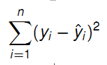 n
∑(yᵢ - ŷᵢ)²
i=1